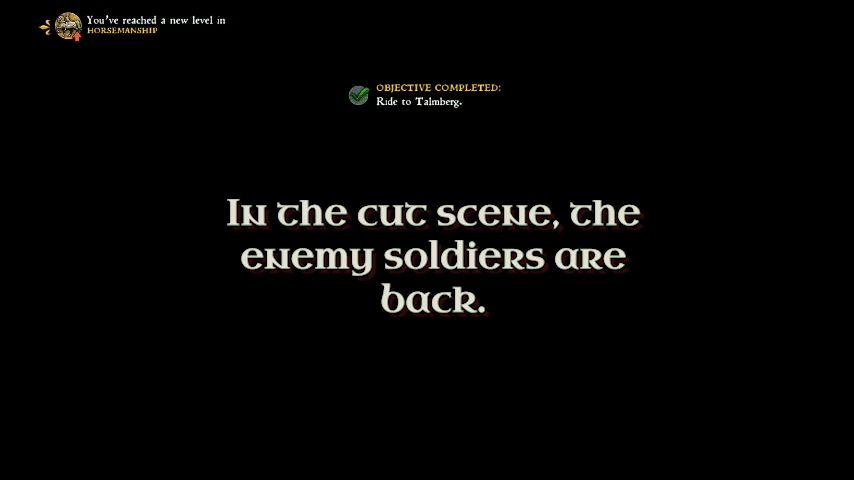 You've reached a new level in
HORSEMANSHIP
OBJECTIVE COMPLETED:
Ride to Talmberg.
In the cut scene, the
enemy soldiers are
back.